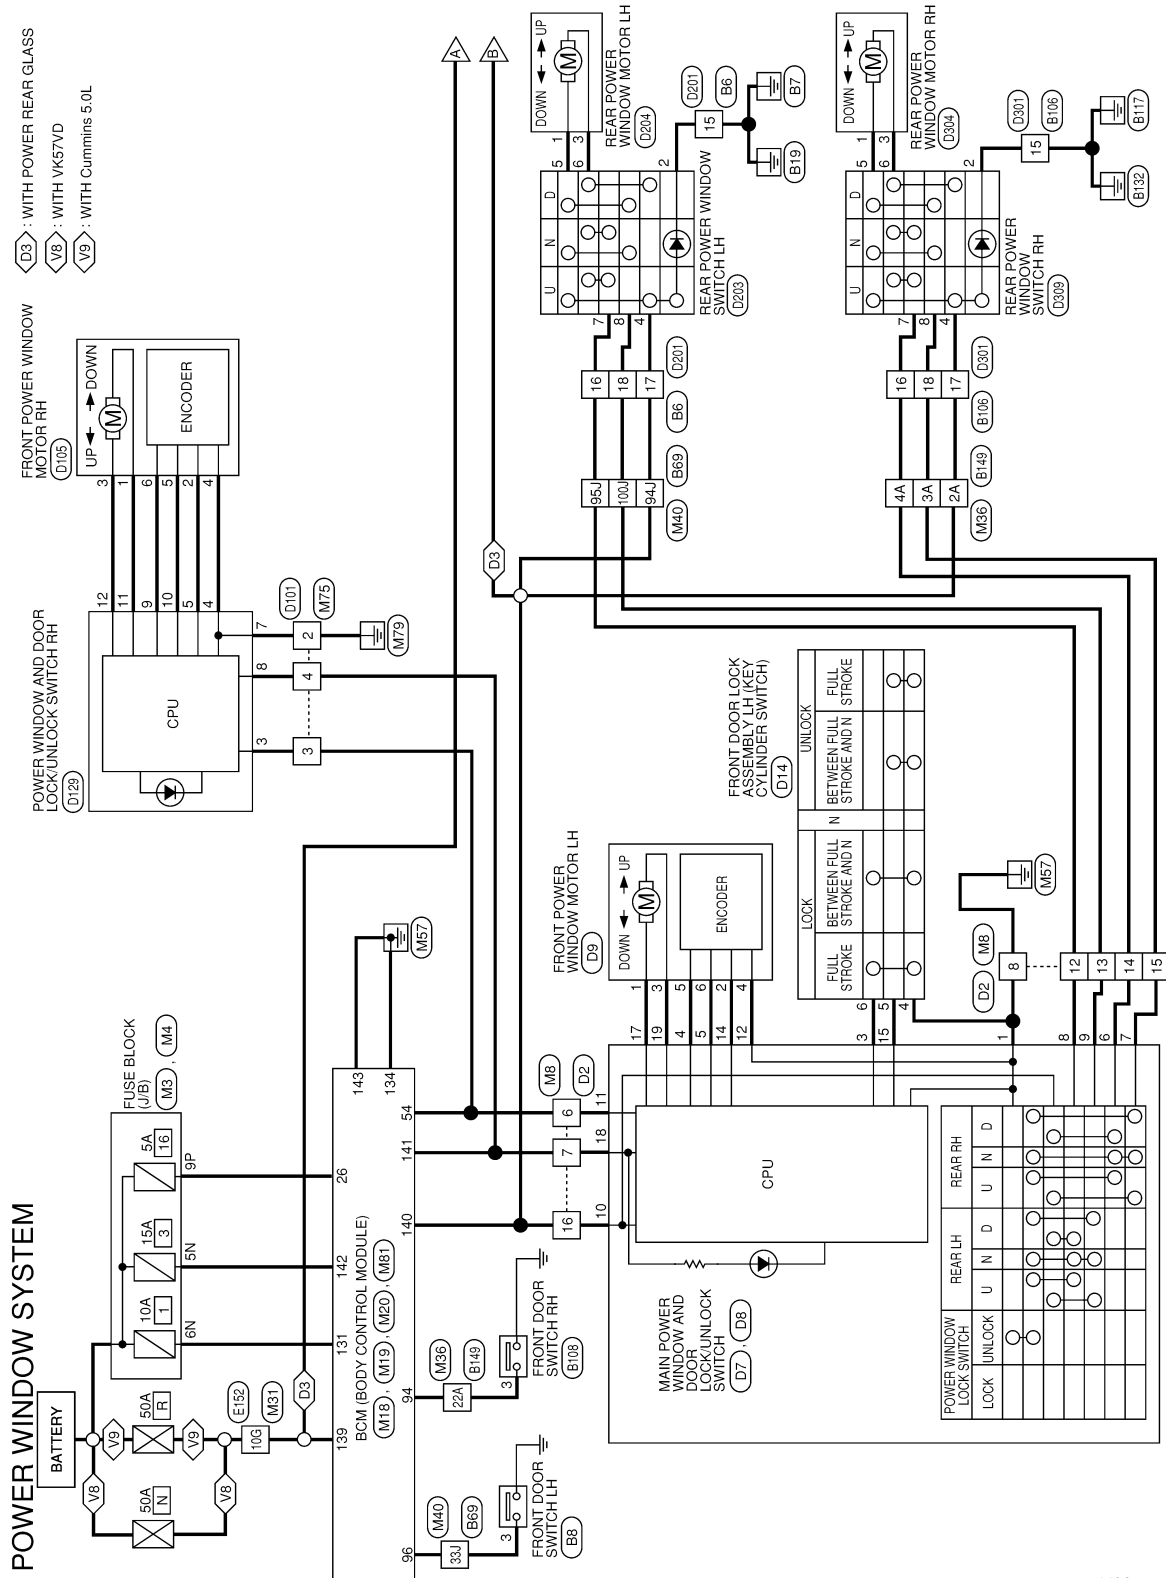 POWER WINDOW SYSTEM
BATTERY
V9
V9
V8
V8
50A
R
50A
N
E152
M31
10G
D3
FUSE BLOCK
(J/B)
M3 , M4
10A
1
15A
3
5A
16
6N
5N
9P
139
131
142
26
143
134
M57
BCM (BODY CONTROL MODULE)
M18 , M19 , M20 , M81
96
94
140
141
54
M40
B69
33J
3
FRONT DOOR
SWITCH LH
B8
M36
B149
22A
3
FRONT DOOR
SWITCH RH
B108
M8
D2
16
7
6
10
18
11
MAIN POWER
WINDOW AND
DOOR
LOCK/UNLOCK
SWITCH
D7 , D8
CPU
POWER WINDOW
LOCK SWITCH
LOCK
UNLOCK
REAR LH
U
N
D
REAR RH
U
N
D
17
19
4
5
14
12
3
15
1
8
9
6
7
FRONT POWER
WINDOW MOTOR LH
D9
DOWN
UP
M
ENCODER
1
3
5
6
2
4
FRONT DOOR LOCK
ASSEMBLY LH (KEY
CYLINDER SWITCH)
D14
LOCK
N
UNLOCK
FULL
STROKE
BETWEEN FULL
STROKE AND N
BETWEEN FULL
STROKE AND N
FULL
STROKE
6
5
4
D2
M8
8
12
13
14
15
M57
POWER WINDOW AND DOOR
LOCK/UNLOCK SWITCH RH
D129
CPU
3
8
7
12
11
9
10
5
4
3
4
2
D101
M75
M79
FRONT POWER WINDOW
MOTOR RH
D105
UP
DOWN
M
ENCODER
3
1
6
5
2
4
D3 : WITH POWER REAR GLASS
V8 : WITH VK57VD
V9 : WITH Cummins 5.0L
A
B
D3
M40
B69
95J
100J
94J
B6
D201
16
18
17
7
8
4
U
N
D
REAR POWER WINDOW
SWITCH LH
D203
5
6
2
1
3
DOWN
UP
M
REAR POWER
WINDOW MOTOR LH
D204
15
D201
B6
B19
B7
M36
B149
4A
3A
2A
B106
D301
16
18
17
7
8
4
U
N
D
REAR POWER
WINDOW
SWITCH RH
D309
5
6
2
1
3
DOWN
UP
M
REAR POWER
WINDOW MOTOR RH
D304
15
D301
B106
B132
B117